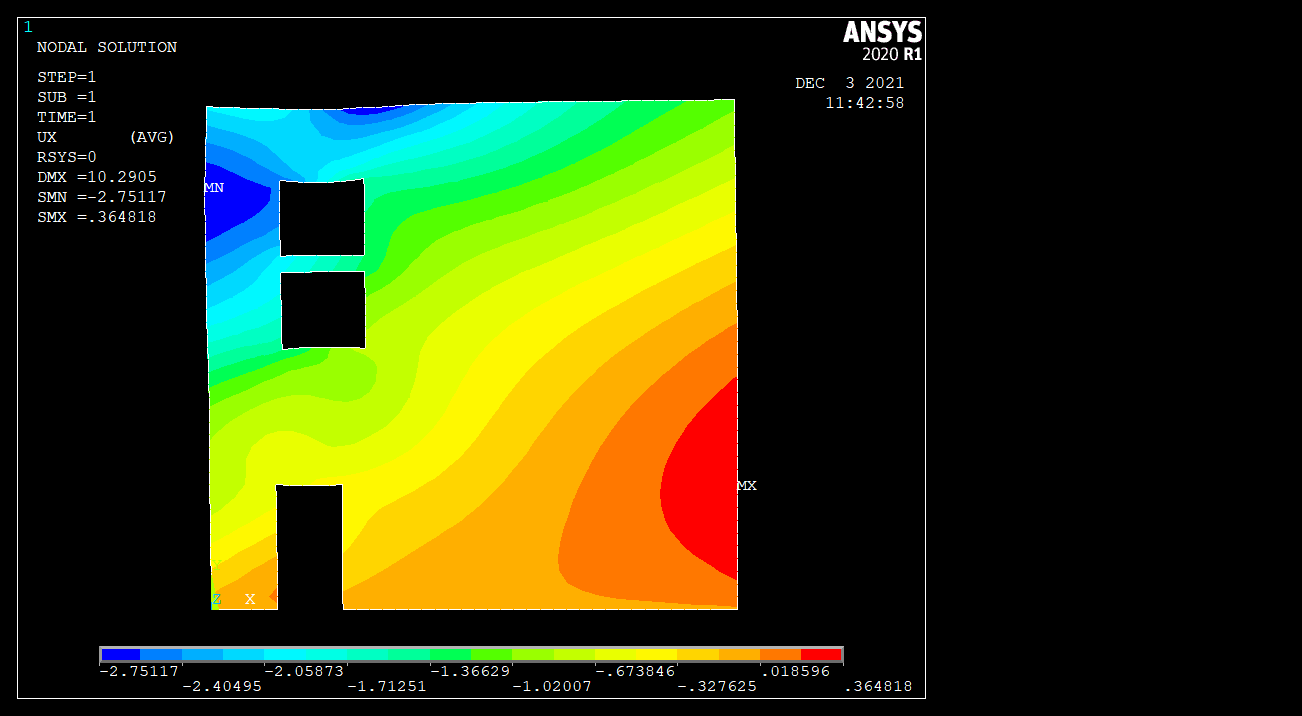 1
NODAL SOLUTION
STEP=1
SUB =1
TIME=1
UX (AVG)
RSYS=0
DMX =10.2905
SMN =-2.75117
SMX =.364818
ANSYS
2020 R1
DEC 3 2021
11:42:58
MN
MX
Z X
-2.75117 -2.05873 -1.36629 -.673846 .018596
-2.40495 -1.71251 -1.02007 -.327625 .364818